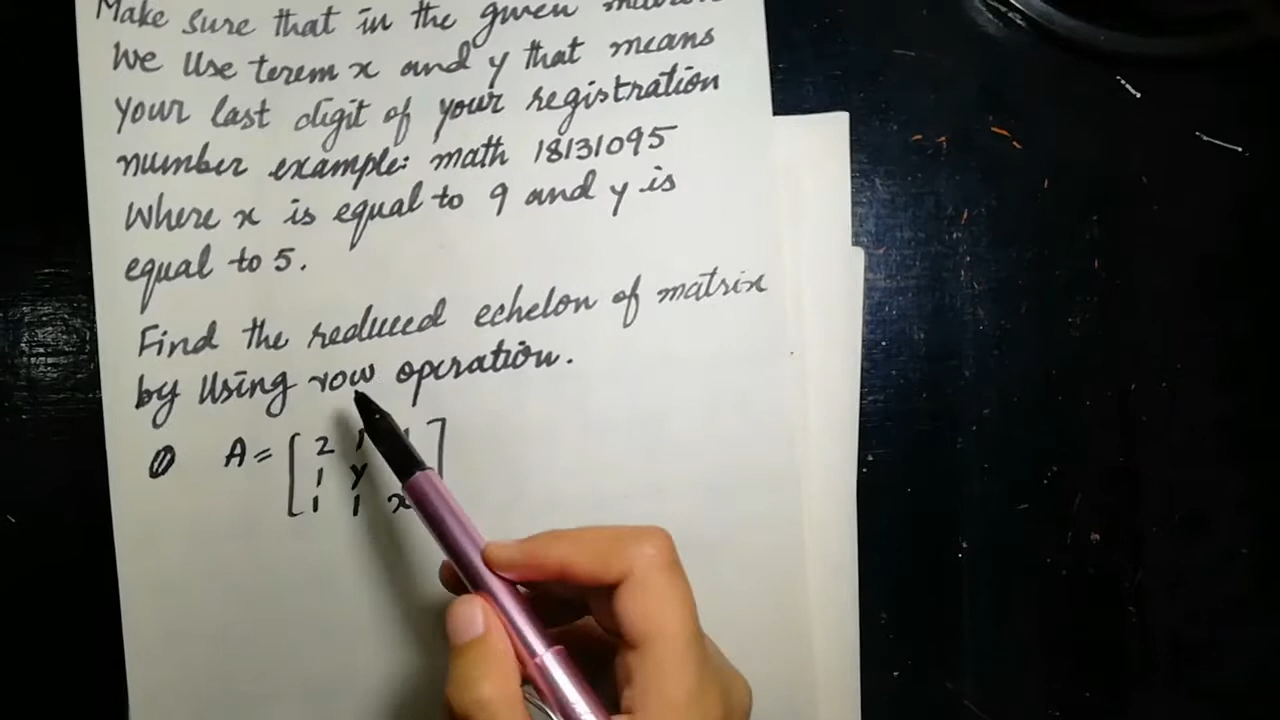 Make sure that in the given
We use terem x and y that means
your last digit of your registration
number example: math 18131095
Where x is equal to 9 and y is
equal to 5.
Find the reduced echelon of matrix
by Using row operation.
A = [ 2 1 1 ]
1 y
1 1 x